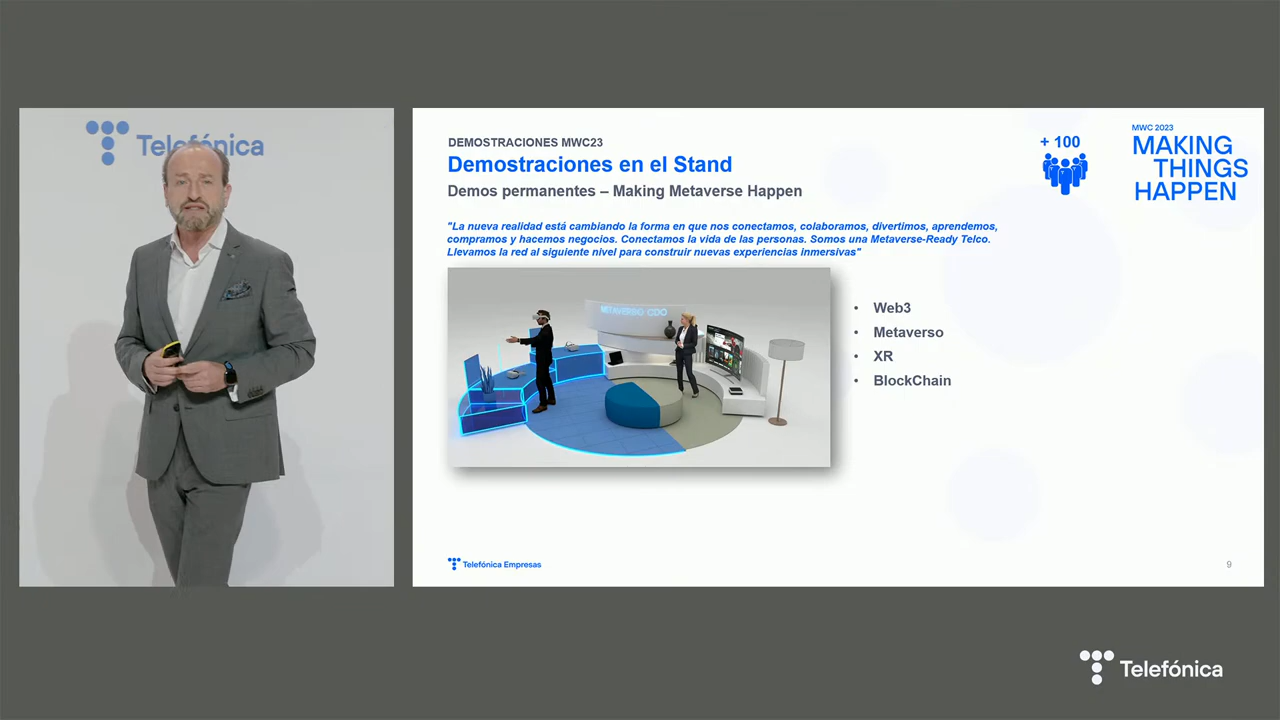 Telefónica
DEMOSTRACIONES MWC23
Demostraciones en el Stand
Demos permanentes – Making Metaverse Happen
+ 100
MWC 2023
MAKING
THINGS
HAPPEN
"La nueva realidad está cambiando la forma en que nos conectamos, colaboramos, divertimos, aprendemos,
compramos y hacemos negocios. Conectamos la vida de las personas. Somos una Metaverse-Ready Telco.
Llevamos la red al siguiente nivel para construir nuevas experiencias inmersivas"
METAVERSO CDO
• Web3
• Metaverso
• XR
• BlockChain
Telefónica Empresas
9
Telefónica